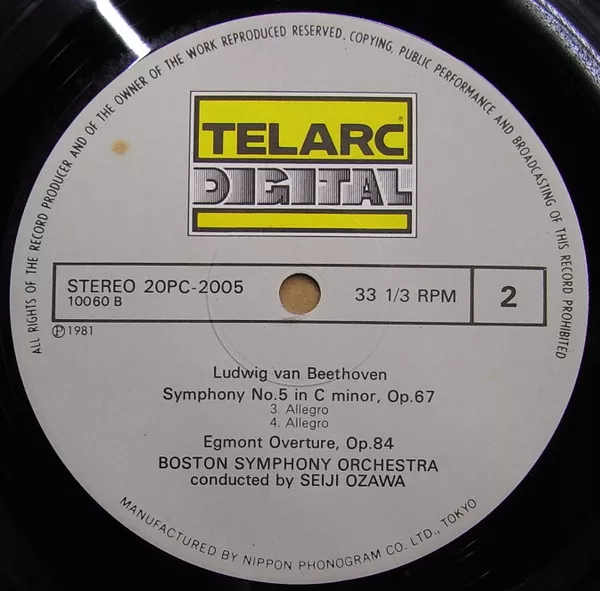 ALL RIGHTS OF THE RECORD PRODUCER AND OF THE OWNER OF THE WORK REPRODUCED RESERVED. COPYING, PUBLIC PERFORMANCE AND BROADCASTING OF THIS RECORD PROHIBITED
TELARC®
DIGITAL
STEREO 20PC-2005
10060 B
33 1/3 RPM
2
Ⓟ1981
Ludwig van Beethoven
Symphony No.5 in C minor, Op.67
3. Allegro
4. Allegro
Egmont Overture, Op.84
BOSTON SYMPHONY ORCHESTRA
conducted by SEIJI OZAWA
MANUFACTURED BY NIPPON PHONOGRAM CO. LTD., TOKYO